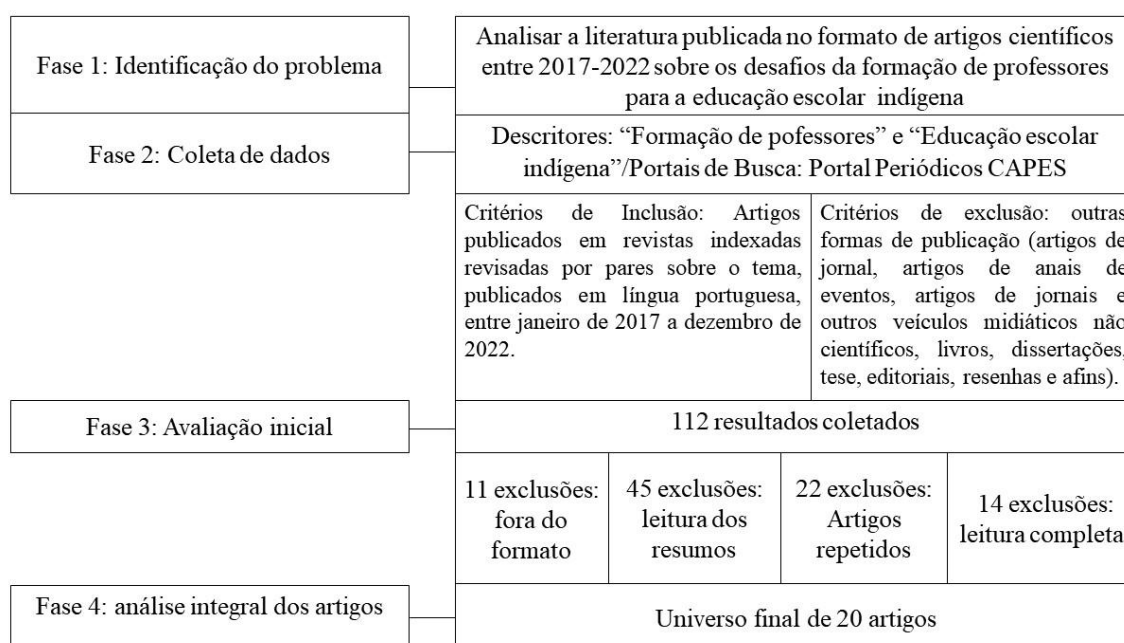 Fase 1: Identificação do problema
Analisar a literatura publicada no formato de artigos científicos
entre 2017-2022 sobre os desafios da formação de professores
para a educação escolar indígena
Fase 2: Coleta de dados
Descritores: “Formação de pofessores” e “Educação escolar
indígena”/Portais de Busca: Portal Periódicos CAPES
Critérios de Inclusão: Artigos
publicados em revistas indexadas
revisadas por pares sobre o tema,
publicados em língua portuguesa,
entre janeiro de 2017 a dezembro de
2022.
Critérios de exclusão: outras
formas de publicação (artigos de
jornal, artigos de anais de
eventos, artigos de jornais e
outros veículos midiáticos não
científicos, livros, dissertações,
tese, editoriais, resenhas e afins).
Fase 3: Avaliação inicial
112 resultados coletados
11 exclusões:
fora do
formato
45 exclusões:
leitura dos
resumos
22 exclusões:
Artigos
repetidos
14 exclusões:
leitura completa
Fase 4: análise integral dos artigos
Universo final de 20 artigos